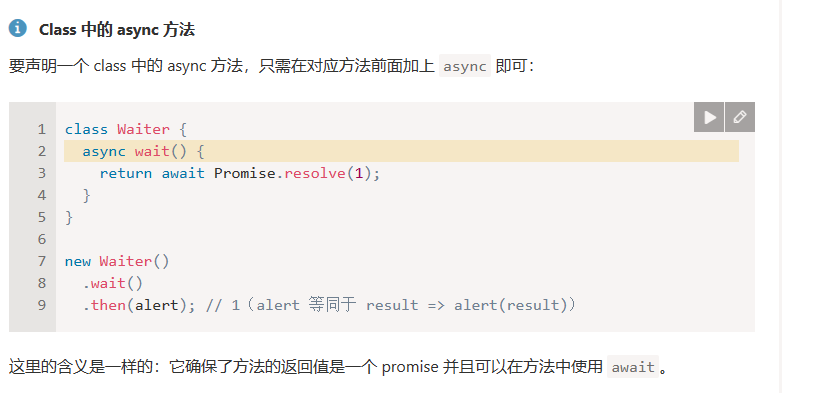 Class 中的 async 方法
要声明一个 class 中的 async 方法，只需在对应方法前面加上 async 即可：
1 class Waiter {
2   async wait() {
3     return await Promise.resolve(1);
4   }
5 }
6
7 new Waiter()
8   .wait()
9   .then(alert); // 1（alert 等同于 result => alert(result)）
这里的含义是一样的：它确保了方法的返回值是一个 promise 并且可以在方法中使用 await。